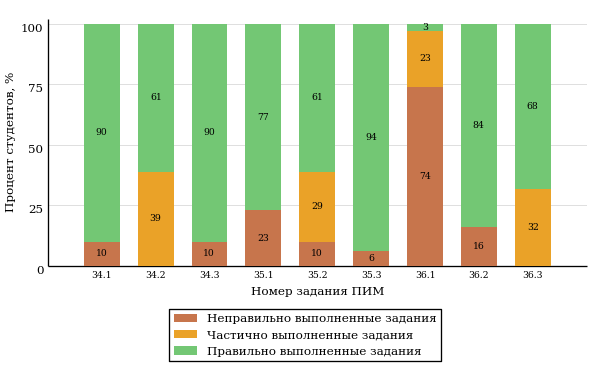 Процент студентов, %
100
75
50
25
0
90 61 90 77 61 94 3 84 68
23
39 29 74 32
10 10 23 10 6 16
34.1 34.2 34.3 35.1 35.2 35.3 36.1 36.2 36.3
Номер задания ПИМ
Неправильно выполненные задания
Частично выполненные задания
Правильно выполненные задания